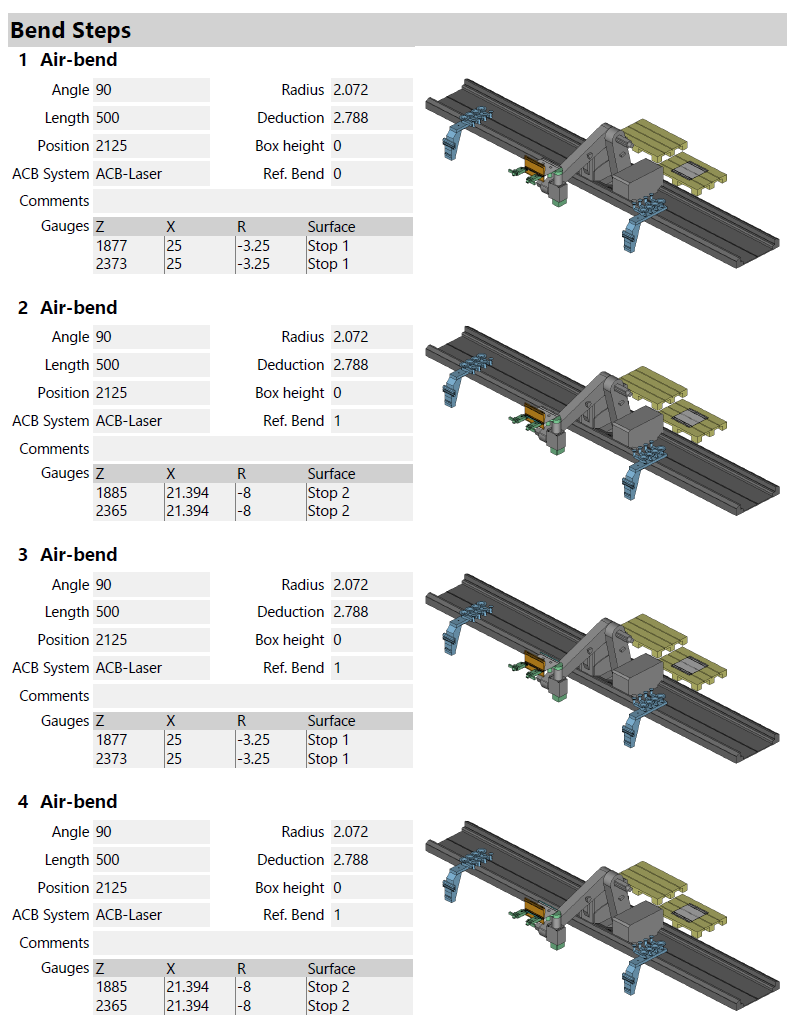 Bend Steps
1 Air-bend
Angle 90 Radius 2.072
Length 500 Deduction 2.788
Position 2125 Box height 0
ACB System ACB-Laser Ref. Bend 0
Comments
Gauges Z X R Surface
1877 25 -3.25 Stop 1
2373 25 -3.25 Stop 1
2 Air-bend
Angle 90 Radius 2.072
Length 500 Deduction 2.788
Position 2125 Box height 0
ACB System ACB-Laser Ref. Bend 1
Comments
Gauges Z X R Surface
1885 21.394 -8 Stop 2
2365 21.394 -8 Stop 2
3 Air-bend
Angle 90 Radius 2.072
Length 500 Deduction 2.788
Position 2125 Box height 0
ACB System ACB-Laser Ref. Bend 1
Comments
Gauges Z X R Surface
1877 25 -3.25 Stop 1
2373 25 -3.25 Stop 1
4 Air-bend
Angle 90 Radius 2.072
Length 500 Deduction 2.788
Position 2125 Box height 0
ACB System ACB-Laser Ref. Bend 1
Comments
Gauges Z X R Surface
1885 21.394 -8 Stop 2
2365 21.394 -8 Stop 2